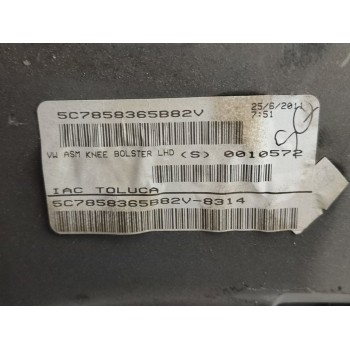 5C7858365B82V
25/6/2011
7:51
VW ASM KNEE BOLSTER LHD (S) 0010572
IAC TOLUCA
5C7858365B82V-8314